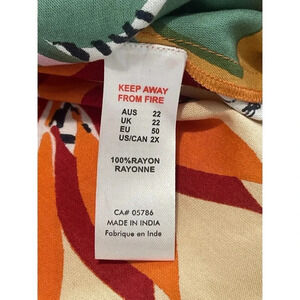 KEEP AWAY
FROM FIRE
AUS 22
UK 22
EU 50
US/CAN 2X
100%RAYON
RAYONNE
CA# 05786
MADE IN INDIA
Fabrique en Inde